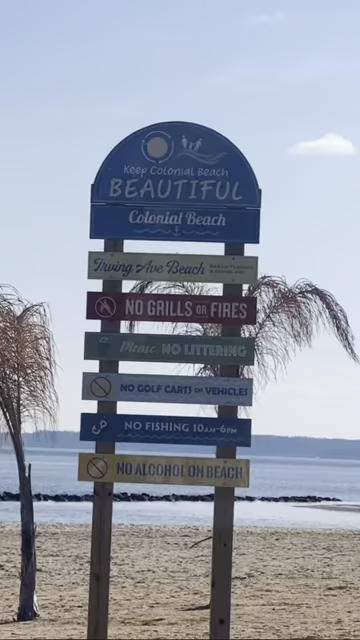 Keep Colonial Beach
BEAUTIFUL
Colonial Beach
Irving Ave Beach
NO GRILLS OR FIRES
Please NO LITTERING
NO GOLF CARTS OR VEHICLES
NO FISHING 10AM-6PM
NO ALCOHOL ON BEACH